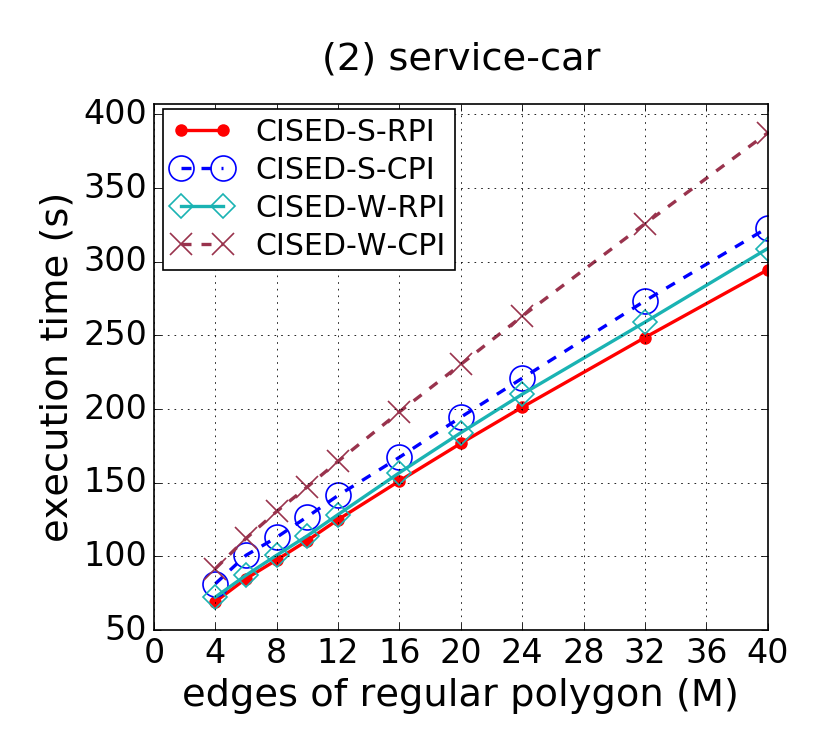 (2) service-car
CISED-S-RPI
CISED-S-CPI
CISED-W-RPI
CISED-W-CPI
400
350
300
250
200
150
100
50
execution time (s)
0 4 8 12 16 20 24 28 32 36 40
edges of regular polygon (M)